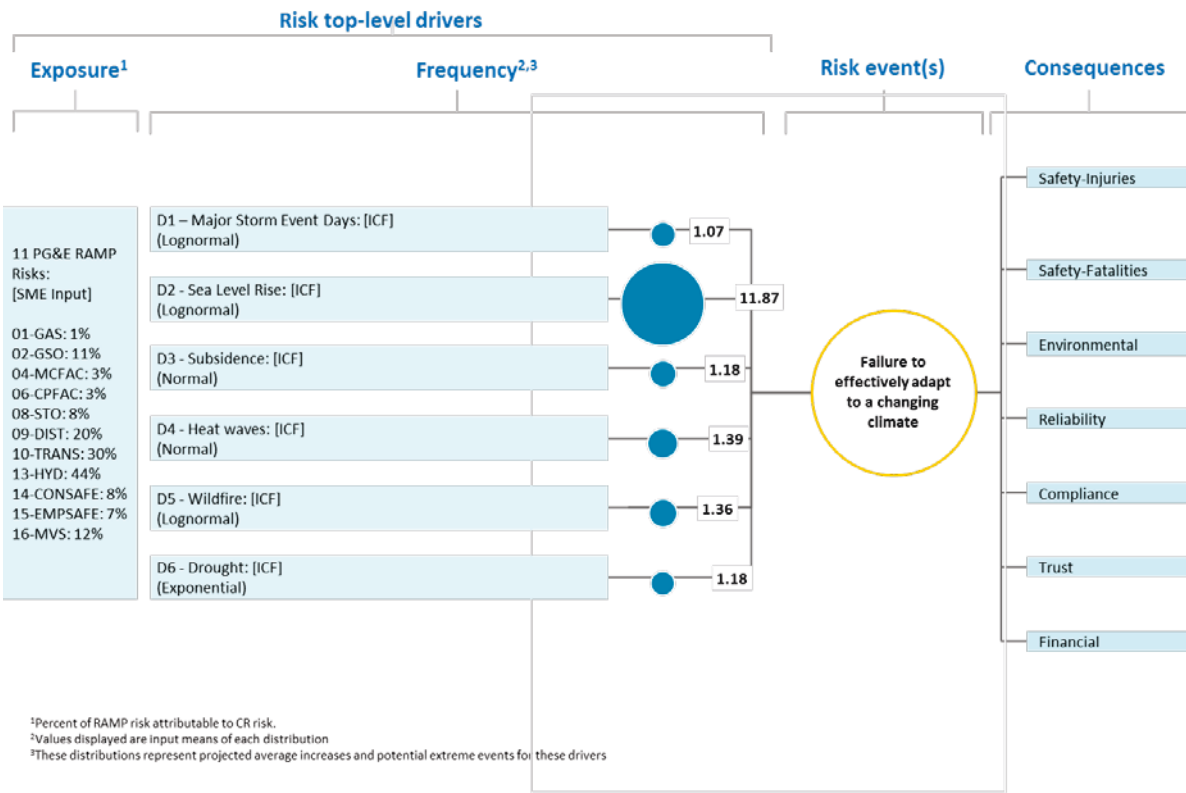 Risk top-level drivers
Exposure1
Frequency2,3
Risk event(s)
Consequences
11 PG&E RAMP
Risks:
[SME Input]
01-GAS: 1%
02-GSO: 11%
04-MCFAC: 3%
06-CPFAC: 3%
08-STO: 8%
09-DIST: 20%
10-TRANS: 30%
13-HYD: 44%
14-CONSAFE: 8%
15-EMPSAFE: 7%
16-MVS: 12%
D1 – Major Storm Event Days: [ICF]
(Lognormal)
1.07
D2 - Sea Level Rise: [ICF]
(Lognormal)
11.87
D3 - Subsidence: [ICF]
(Normal)
1.18
D4 - Heat waves: [ICF]
(Normal)
1.39
D5 - Wildfire: [ICF]
(Lognormal)
1.36
D6 - Drought: [ICF]
(Exponential)
1.18
Failure to
effectively adapt
to a changing
climate
Safety-Injuries
Safety-Fatalities
Environmental
Reliability
Compliance
Trust
Financial
1Percent of RAMP risk attributable to CR risk.
2Values displayed are input means of each distribution
3These distributions represent projected average increases and potential extreme events for these drivers